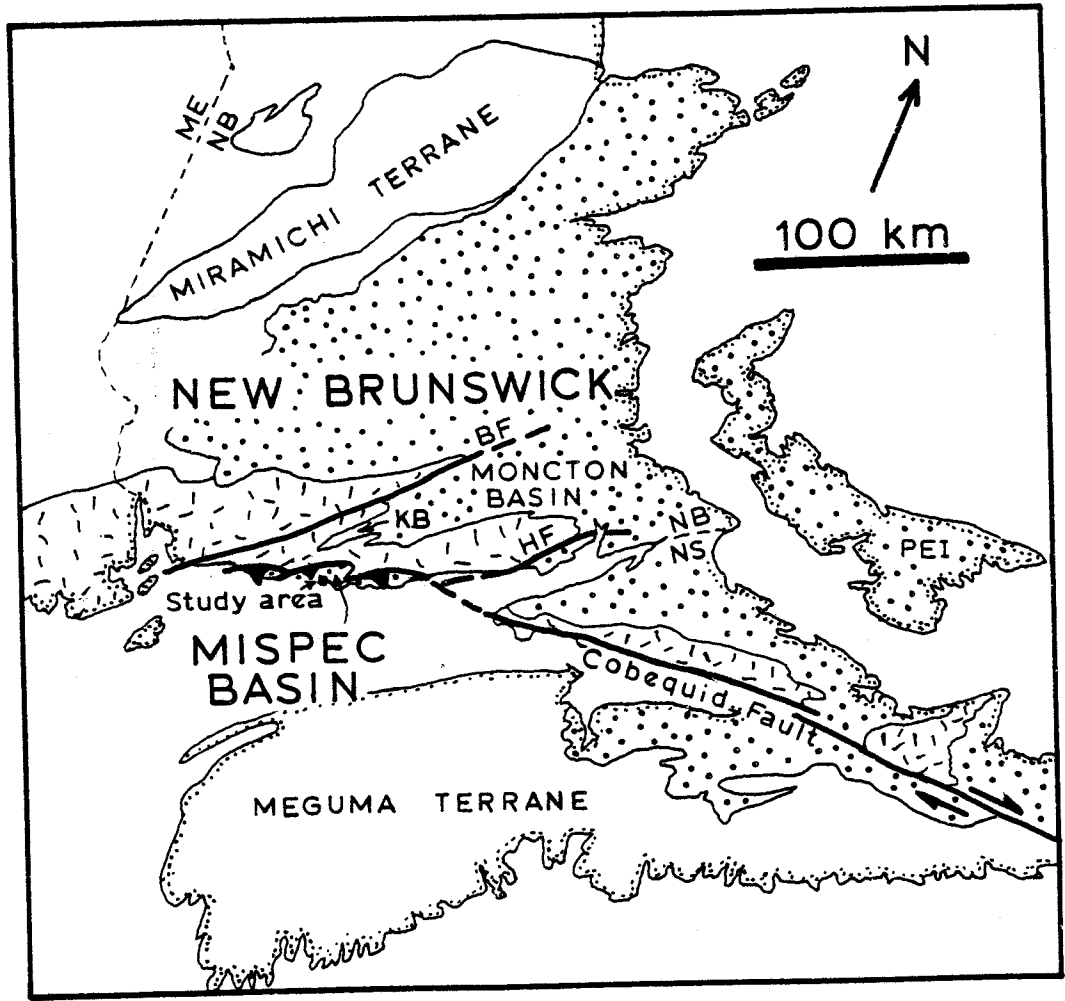 N
ME
NB
MIRAMICHI TERRANE
100 km
NEW BRUNSWICK
BF
MONCTON
BASIN
KB
HF
NB
NS
PEI
Study area
MISPEC
BASIN
Cobequid Fault
MEGUMA TERRANE